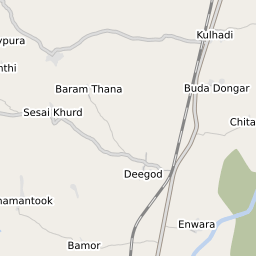 Kulhadi
ypura
nthi
Baram Thana
Buda Dongar
Sesai Khurd
Chita
Deegod
hamantook
Enwara
Bamor